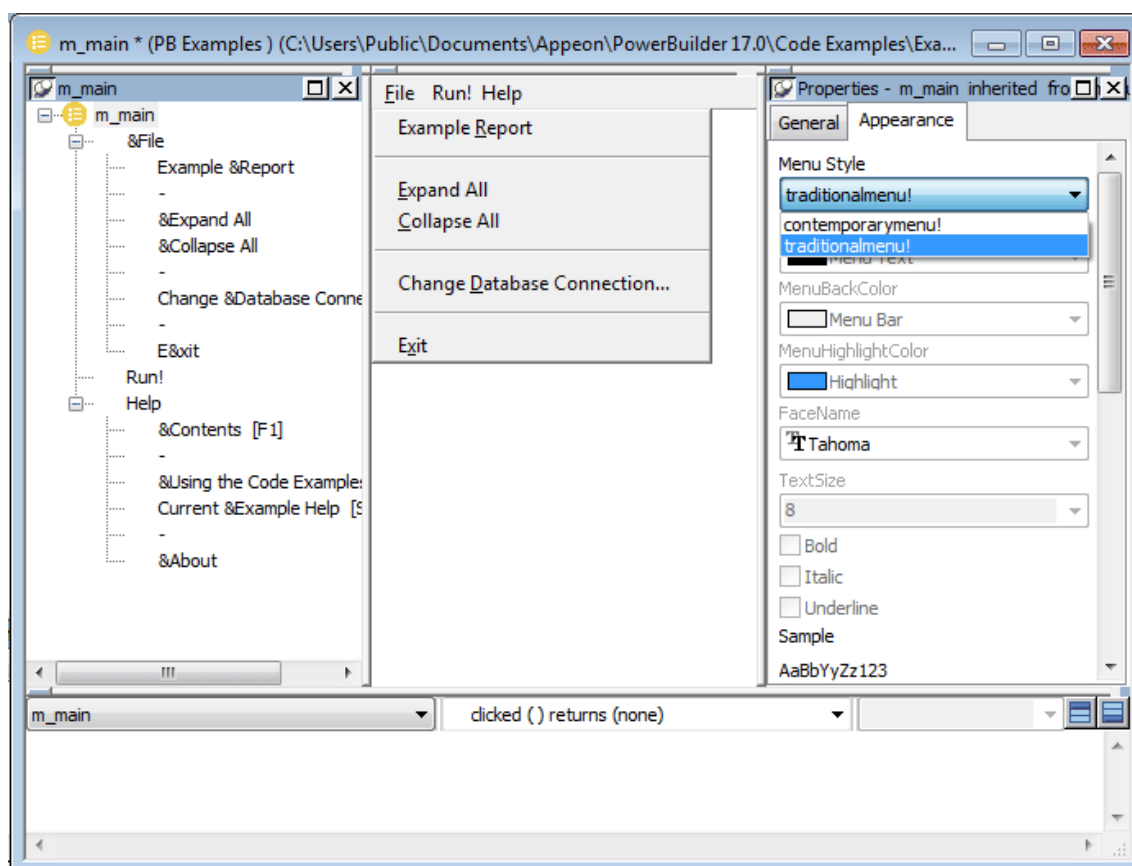 m_main * (PB Examples ) (C:\Users\Public\Documents\Appeon\PowerBuilder 17.0\Code Examples\Exa...
m_main
m_main
&File
Example &Report
-
&Expand All
&Collapse All
-
Change &Database Conne
-
E&xit
Run!
Help
&Contents [F1]
-
&Using the Code Examples
Current &Example Help [S
-
&About
File Run! Help
Example Report
Expand All
Collapse All
Change Database Connection...
Exit
Properties - m_main inherited fro
General Appearance
Menu Style
traditionalmenu!
contemporarymenu!
traditionalmenu!
Menu Text
MenuBackColor
Menu Bar
MenuHighlightColor
Highlight
FaceName
Tahoma
TextSize
8
Bold
Italic
Underline
Sample
AaBbYyZz123
m_main
clicked ( ) returns (none)